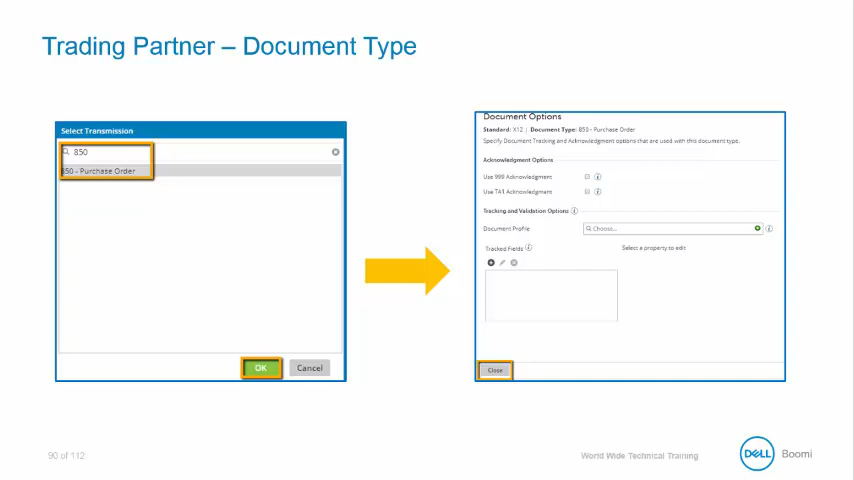 Trading Partner – Document Type
Select Transmission
850
850 - Purchase Order
OK
Cancel
Document Options
Standard: X12 | Document Type: 850 - Purchase Order
Specify Document Tracking and Acknowledgment options that are used with this document type.
Acknowledgment Options
Use 999 Acknowledgment
Use TA1 Acknowledgment
Tracking and Validation Options
Document Profile
Choose...
Tracked Fields
Select a property to edit
Close
90 of 112
World Wide Technical Training
DELL
Boomi